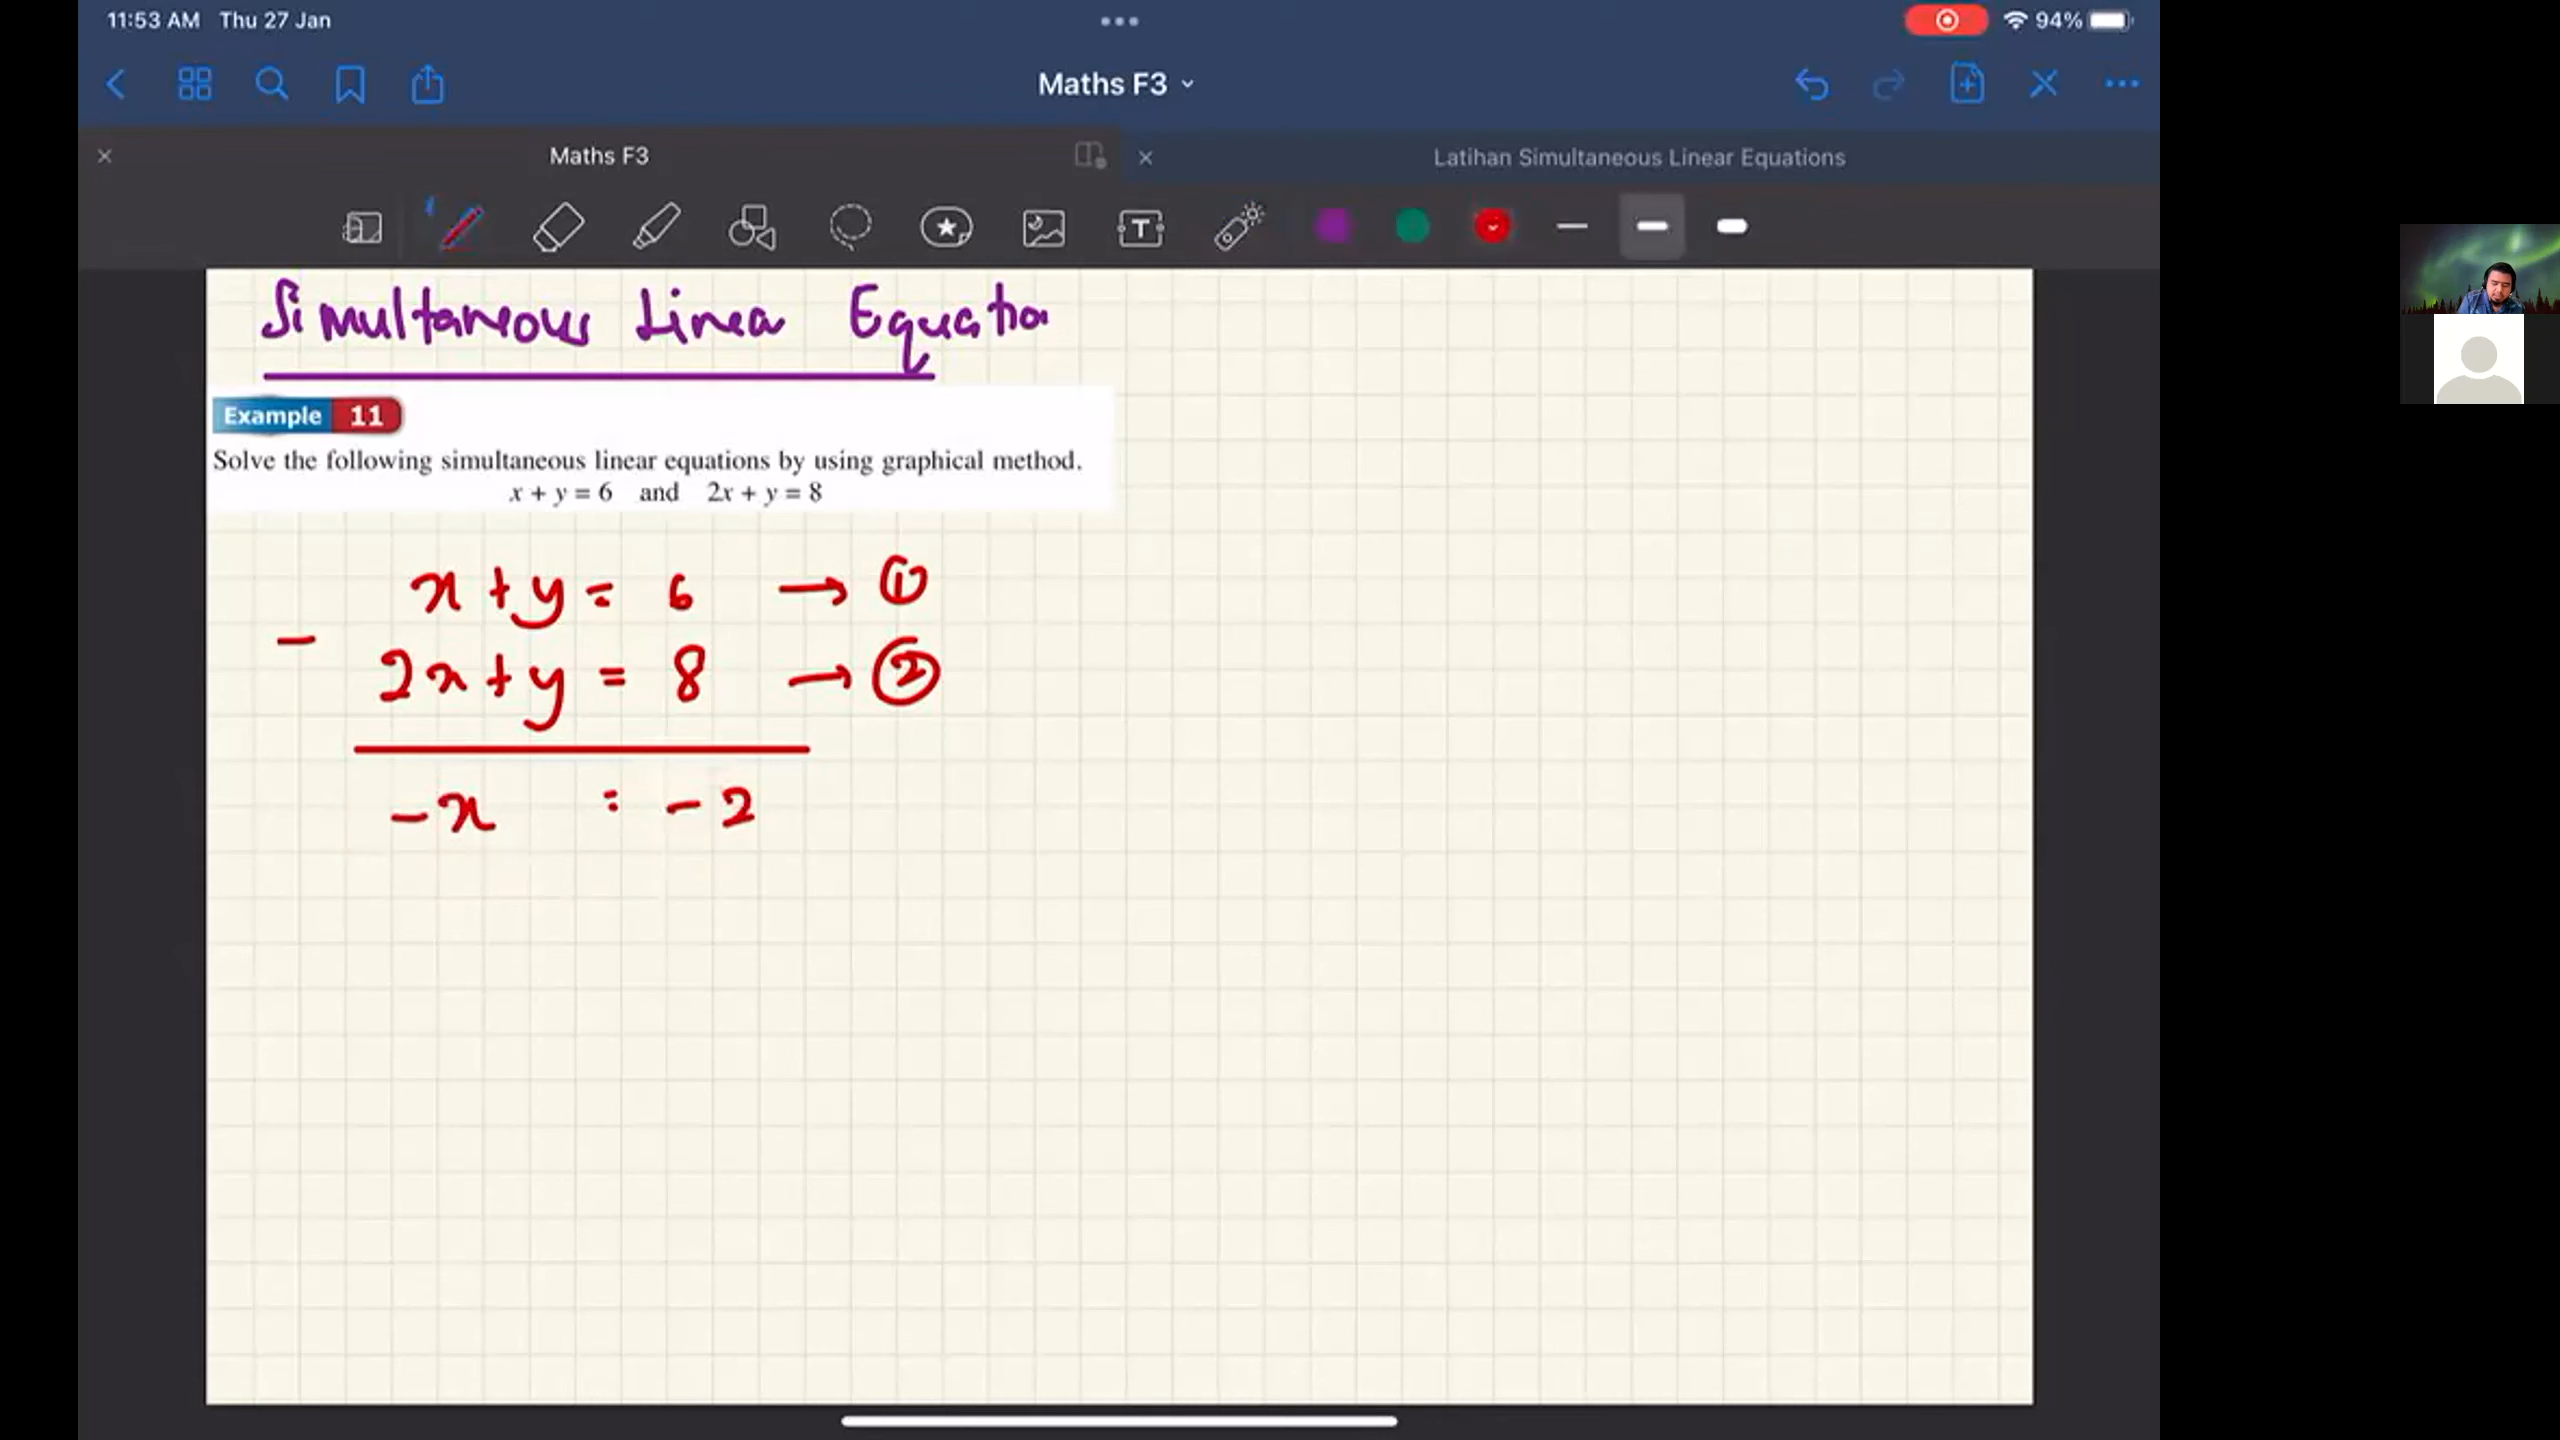 11:53 AM Thu 27 Jan
94%
Maths F3
Maths F3
Latihan Simultaneous Linear Equations
Simultaneous Linear Equation
Example 11
Solve the following simultaneous linear equations by using graphical method.
x + y = 6 and 2x + y = 8
x + y = 6 → ①
−
2x + y = 8 → ②
-x = -2